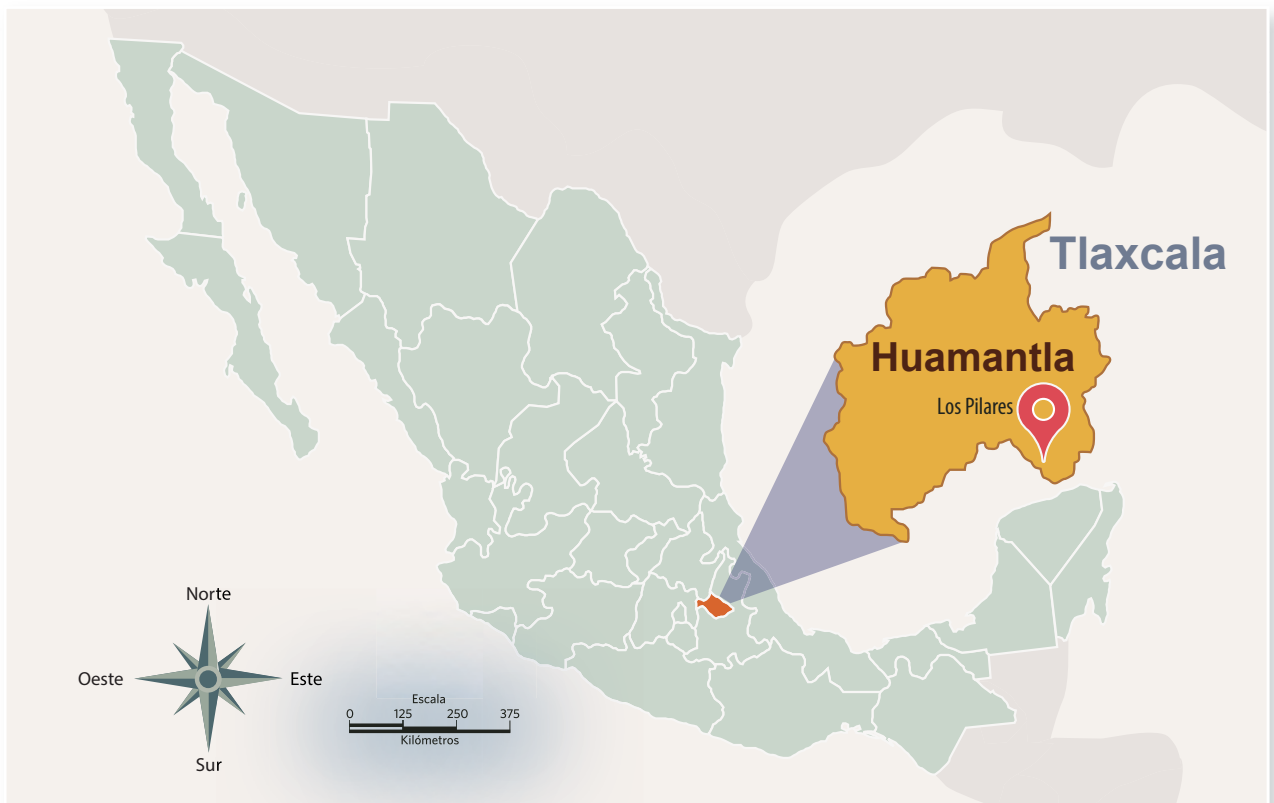 Tlaxcala
Huamantla
Los Pilares
Norte
Oeste
Este
Sur
Escala
0 125 250 375
Kilómetros